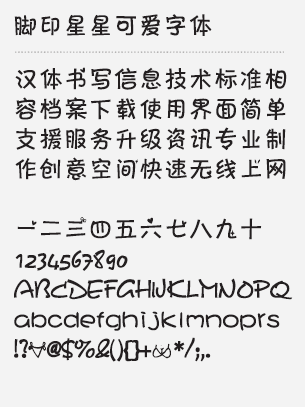 脚印星星可爱字体
汉体书写信息技术标准相
容档案下载使用界面简单
支援服务升级资讯专业制
作创意空间快速无线上网
一二三四五六七八九十
1234567890
ABCDEFGHIJKLMNOPQ
abcdefghijklmnopqrs
!?@$%&(){}+*/;,.